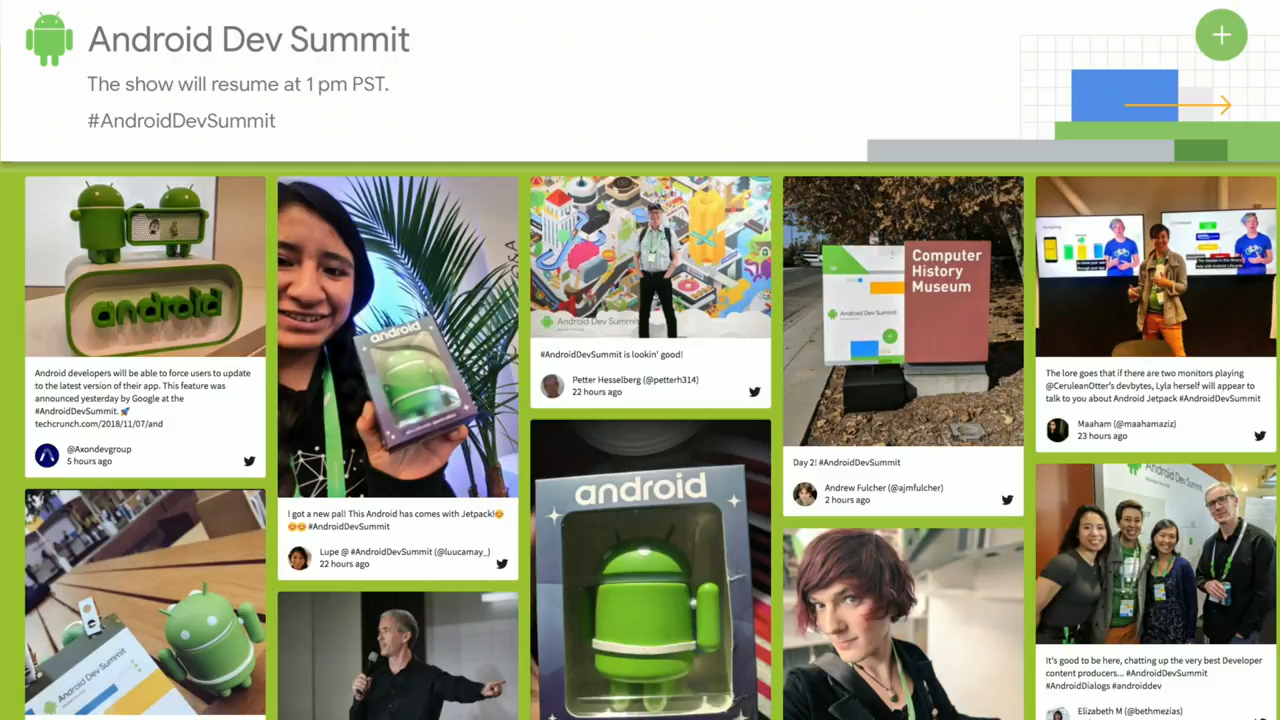 Android Dev Summit
The show will resume at 1 pm PST.
#AndroidDevSummit
android
Android developers will be able to force users to update
to the latest version of their app. This feature was
announced yesterday by Google at the
#AndroidDevSummit. 🚀
techcrunch.com/2018/11/07/and
@Axondevgroup
5 hours ago
Android Dev Summit
android
I got a new pal! This Android has comes with Jetpack!😊
😊😊 #AndroidDevSummit
Lupe @ #AndroidDevSummit (@luucamay_)
22 hours ago
Android Dev Summit
#AndroidDevSummit is lookin' good!
Petter Hesselberg (@petterh314)
22 hours ago
android
Computer
History
Museum
Android Dev Summit
Day 2! #AndroidDevSummit
Andrew Fulcher (@ajmfulcher)
2 hours ago
The lore goes that if there are two monitors playing
@CeruleanOtter's devbytes, Lyla herself will appear to
talk to you about Android Jetpack #AndroidDevSummit
Maaham (@maahamaziz)
23 hours ago
Android Dev Summit
It's good to be here, chatting up the very best Developer
content producers... #AndroidDevSummit
#AndroidDialogs #androiddev
Elizabeth M (@bethmezias)